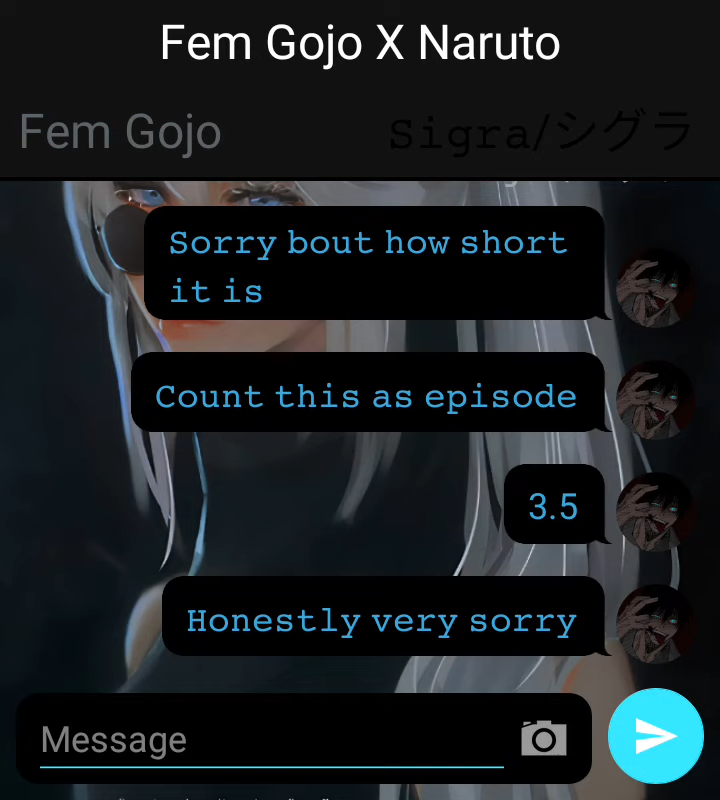 Fem Gojo X Naruto
Fem Gojo
Sigra/シグラ
Sorry bout how short
it is
Count this as episode
3.5
Honestly very sorry
Message